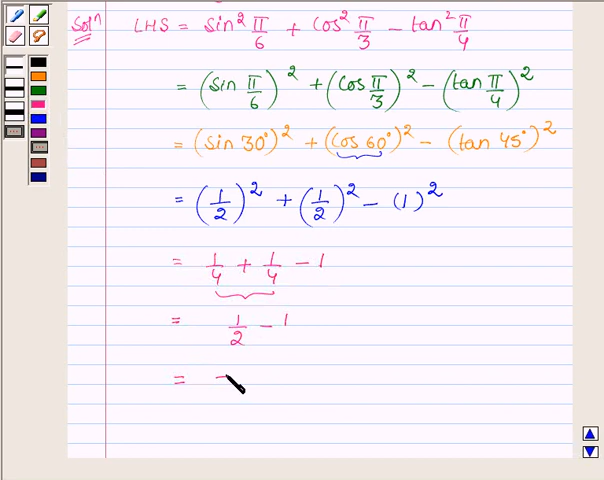 Soln LHS = sin² π/6 + cos² π/3 − tan² π/4
= (sin π/6)² + (cos π/3)² − (tan π/4)²
= (sin 30°)² + (cos 60°)² − (tan 45°)²
= (1/2)² + (1/2)² − (1)²
= 1/4 + 1/4 − 1
= 1/2 − 1
= −